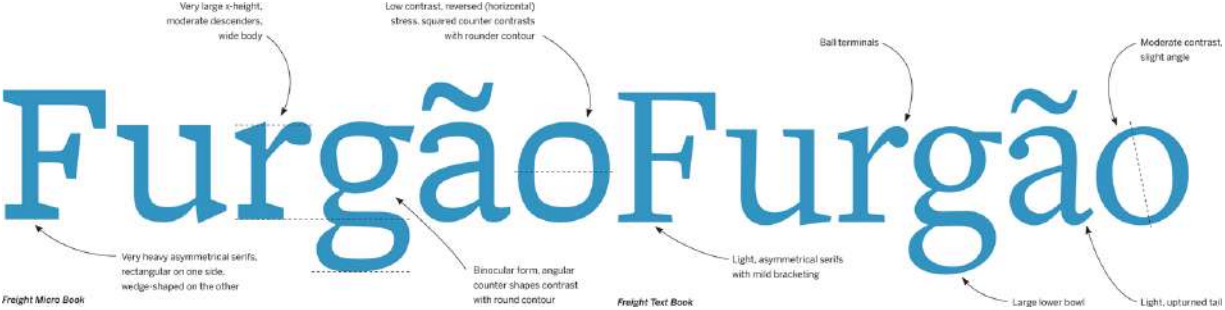 Very large x-height,
moderate descenders,
wide body
Low contrast, reversed (horizontal)
stress, squared counter contrasts
with rounder contour
Ball terminals
Moderate contrast,
slight angle
Furgão
Furgão
Very heavy asymmetrical serifs,
rectangular on one side,
wedge-shaped on the other
Binocular form, angular
counter shapes contrast
with round contour
Light, asymmetrical serifs
with mild bracketing
Large lower bowl
Light, upturned tail
Freight Micro Book
Freight Text Book